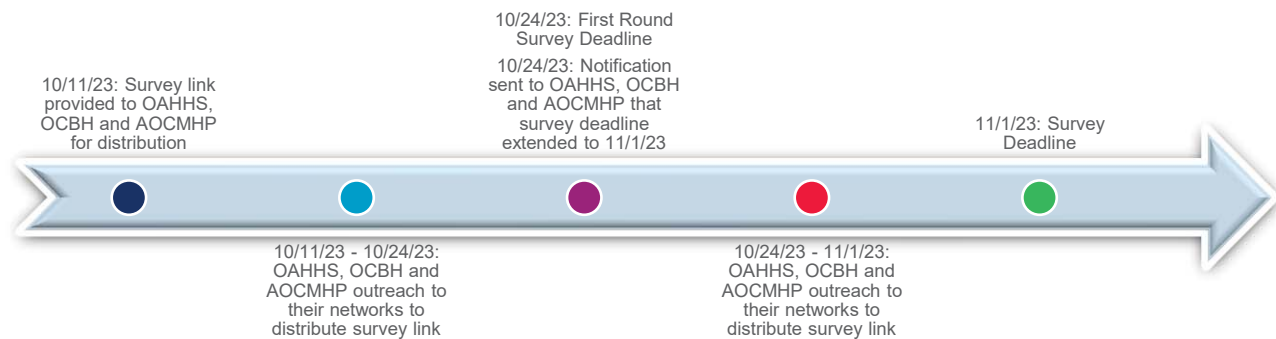 10/11/23: Survey link
provided to OAHHS,
OCBH and AOCMHP
for distribution
10/11/23 - 10/24/23:
OAHHS, OCBH and
AOCMHP outreach to
their networks to
distribute survey link
10/24/23: First Round
Survey Deadline
10/24/23: Notification
sent to OAHHS, OCBH
and AOCMHP that
survey deadline
extended to 11/1/23
10/24/23 - 11/1/23:
OAHHS, OCBH and
AOCMHP outreach to
their networks to
distribute survey link
11/1/23: Survey
Deadline